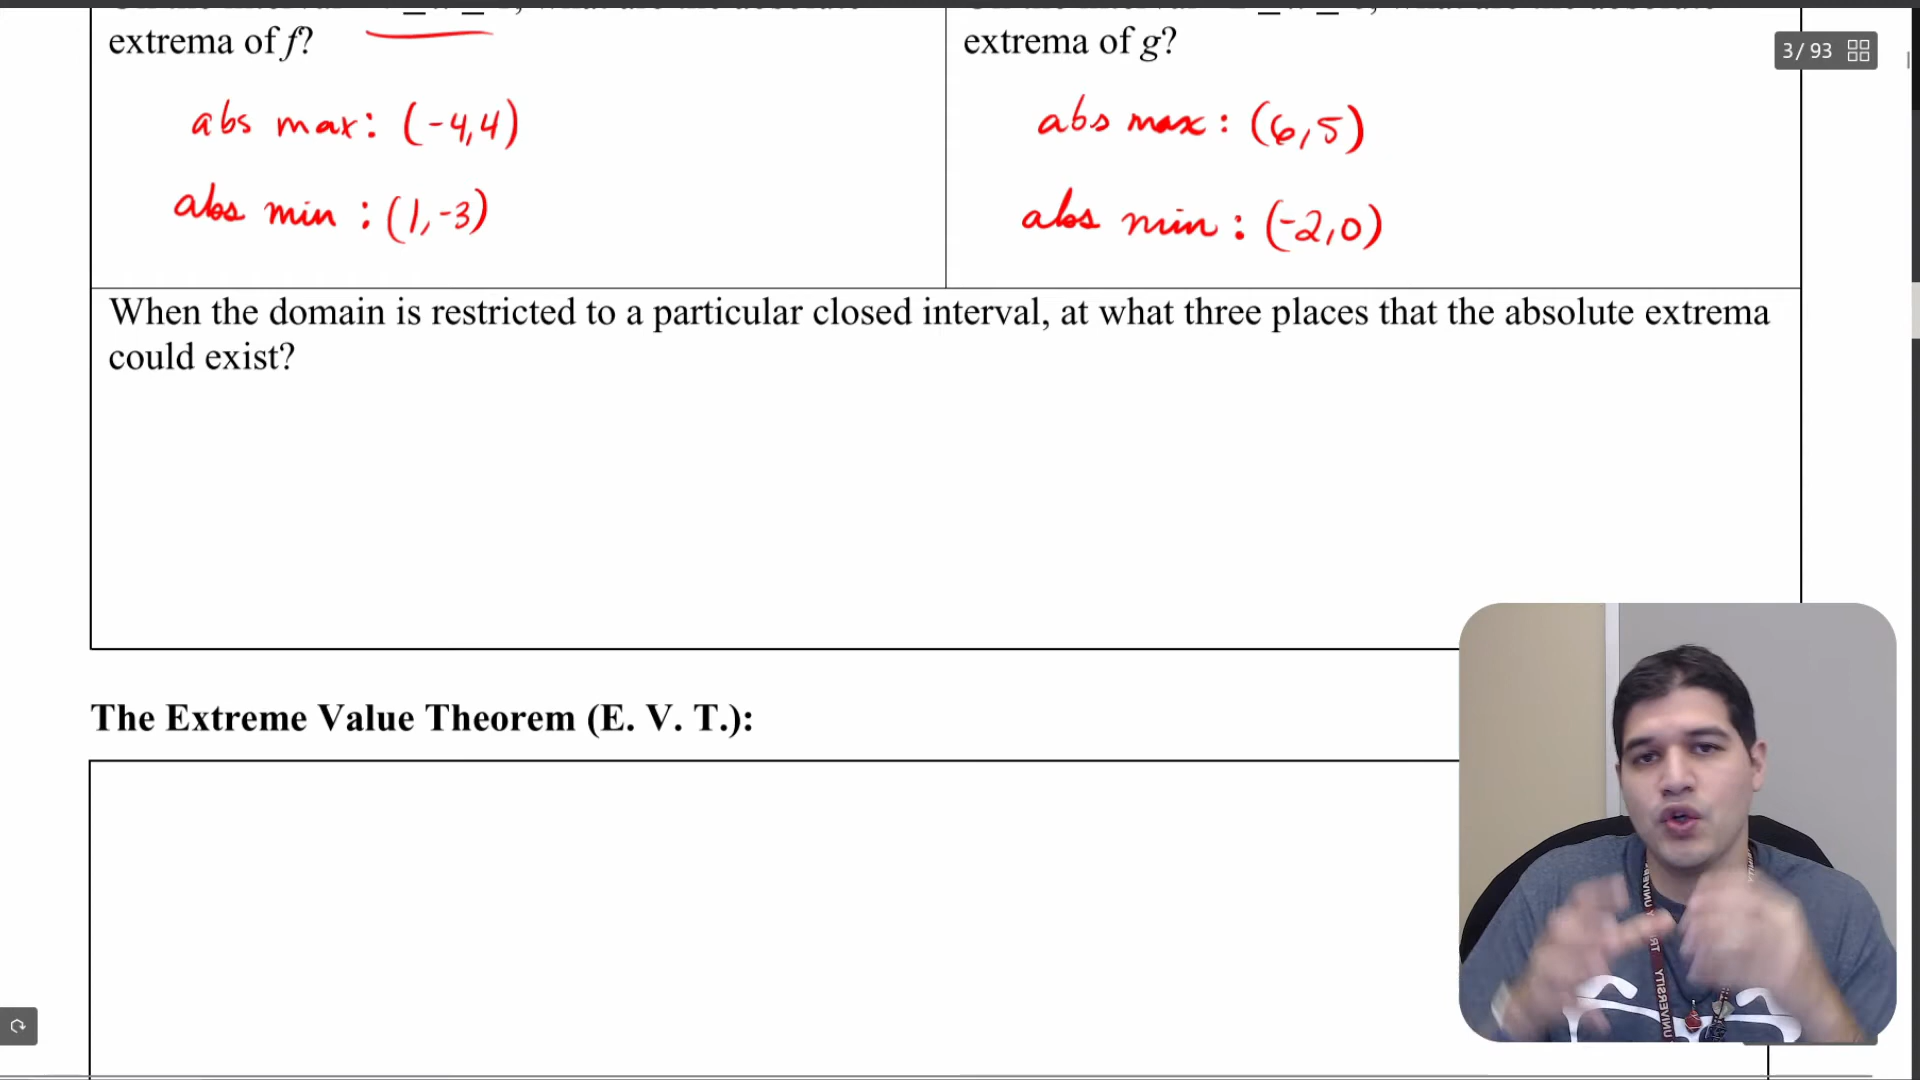 extrema of f?
extrema of g?
3/ 93
abs max: (-4,4)
abs max: (6,5)
abs min: (1,-3)
abs min: (-2,0)
When the domain is restricted to a particular closed interval, at what three places that the absolute extrema
could exist?
The Extreme Value Theorem (E. V. T.):
UNIVERSITY